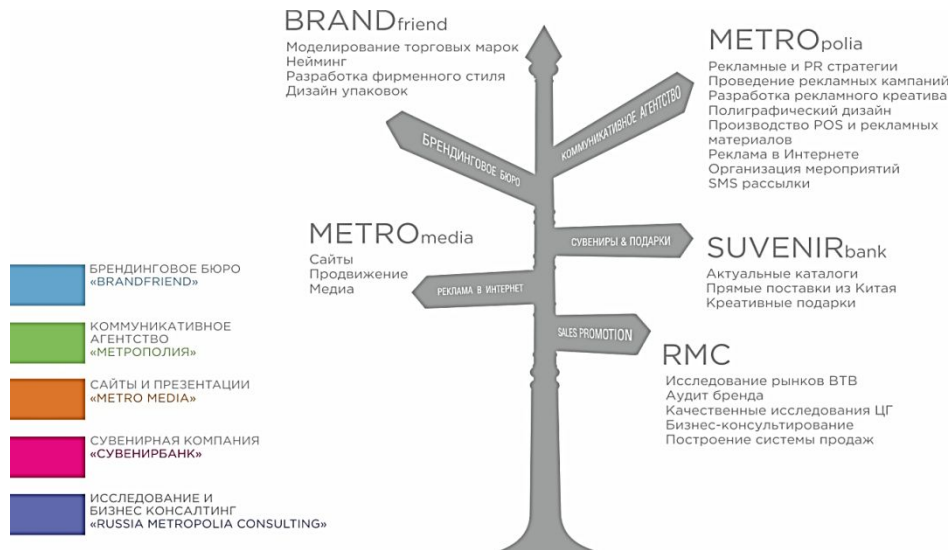 BRANDfriend
Моделирование торговых марок
Нейминг
Разработка фирменного стиля
Дизайн упаковок
METROpolia
Рекламные и PR стратегии
Проведение рекламных кампаний
Разработка рекламного креатива
Полиграфический дизайн
Производство POS и рекламных
материалов
Реклама в Интернете
Организация мероприятий
SMS рассылки
БРЕНДИНГОВОЕ БЮРО
КОММУНИКАТИВНОЕ АГЕНТСТВО
METROmedia
Сайты
Продвижение
Медиа
СУВЕНИРЫ & ПОДАРКИ
РЕКЛАМА В ИНТЕРНЕТ
SUVENIRbank
Актуальные каталоги
Прямые поставки из Китая
Креативные подарки
SALES PROMOTION
RMC
Исследование рынков ВТВ
Аудит бренда
Качественные исследования ЦГ
Бизнес-консультирование
Построение системы продаж
БРЕНДИНГОВОЕ БЮРО
«BRANDFRIEND»
КОММУНИКАТИВНОЕ
АГЕНТСТВО
«МЕТРОПОЛИЯ»
САЙТЫ И ПРЕЗЕНТАЦИИ
«METRO MEDIA»
СУВЕНИРНАЯ КОМПАНИЯ
«СУВЕНИРБАНК»
ИССЛЕДОВАНИЕ И
БИЗНЕС КОНСАЛТИНГ
«RUSSIA METROPOLIA CONSULTING»